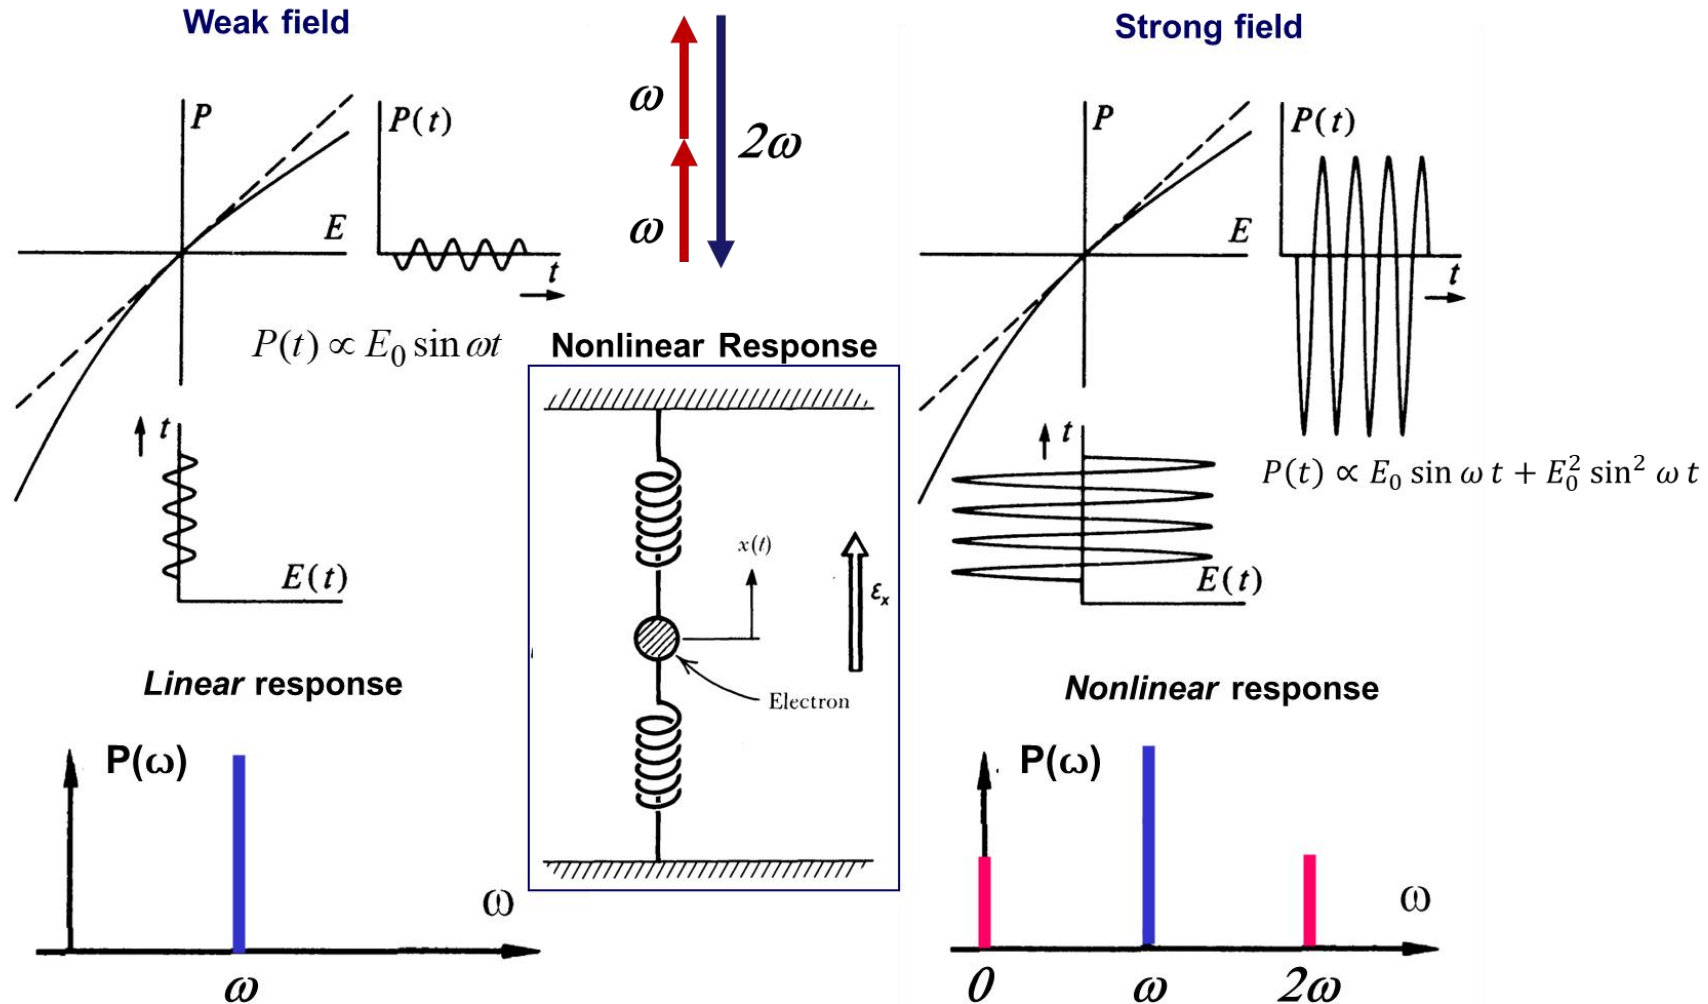 Weak field
Strong field
P
P(t)
E
t
P(t) ∝ E₀ sin ωt
t
E(t)
Linear response
P(ω)
ω
ω
ω
ω
2ω
Nonlinear Response
x(t)
εₓ
Electron
P
P(t)
E
t
P(t) ∝ E₀ sin ω t + E₀² sin² ω t
t
E(t)
Nonlinear response
P(ω)
ω
0 ω 2ω